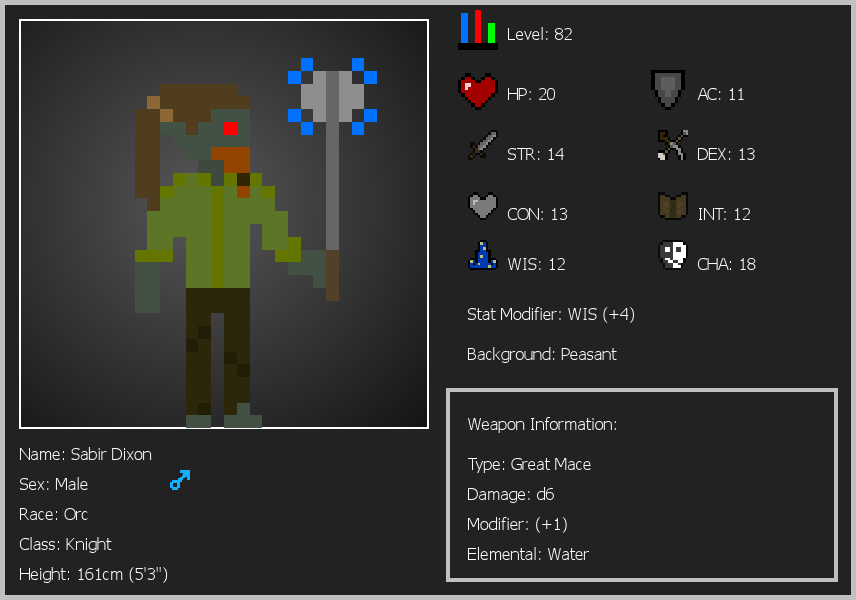 Level: 82
HP: 20
AC: 11
STR: 14
DEX: 13
CON: 13
INT: 12
WIS: 12
CHA: 18
Stat Modifier: WIS (+4)
Background: Peasant
Weapon Information:
Type: Great Mace
Damage: d6
Modifier: (+1)
Elemental: Water
Name: Sabir Dixon
Sex: Male
Race: Orc
Class: Knight
Height: 161cm (5'3")